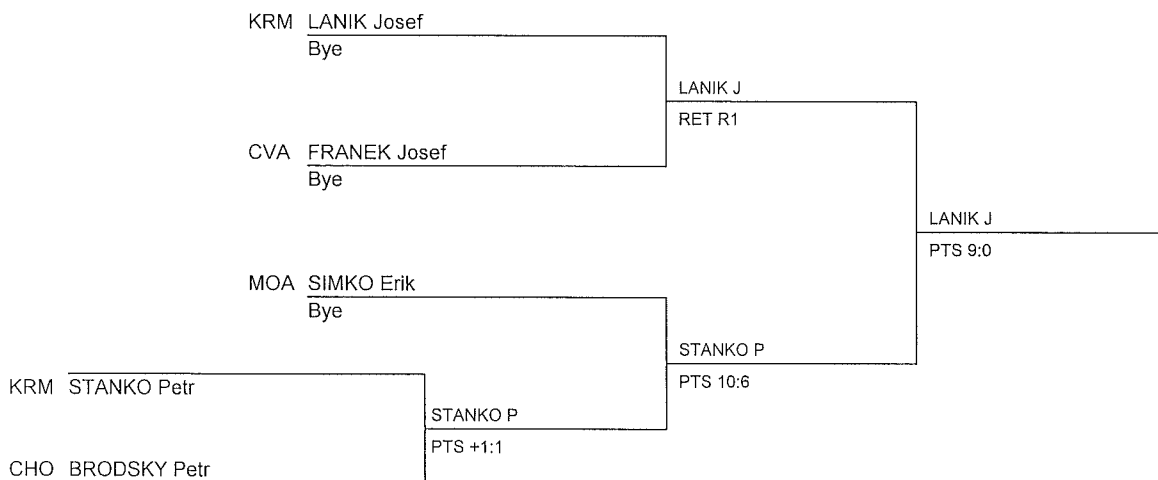 KRM LANIK Josef
Bye
LANIK J
RET R1
CVA FRANEK Josef
Bye
LANIK J
PTS 9:0
MOA SIMKO Erik
Bye
STANKO P
PTS 10:6
KRM STANKO Petr
STANKO P
PTS +1:1
CHO BRODSKY Petr